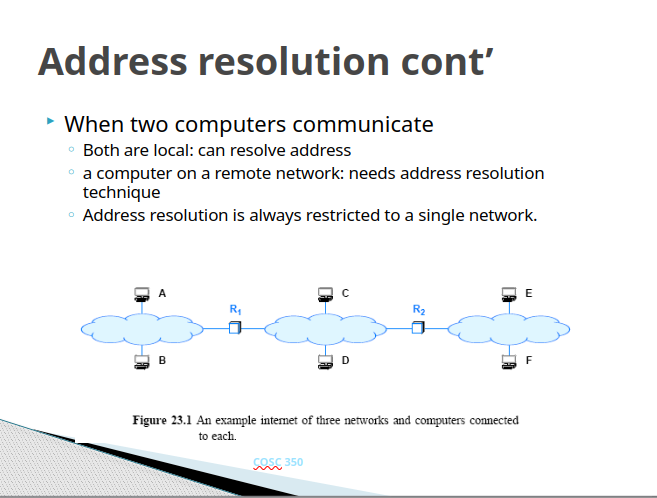 Address resolution cont’
When two computers communicate
Both are local: can resolve address
a computer on a remote network: needs address resolution
technique
Address resolution is always restricted to a single network.
A
C
E
R1
R2
B
D
F
Figure 23.1 An example internet of three networks and computers connected
to each.
COSC 350